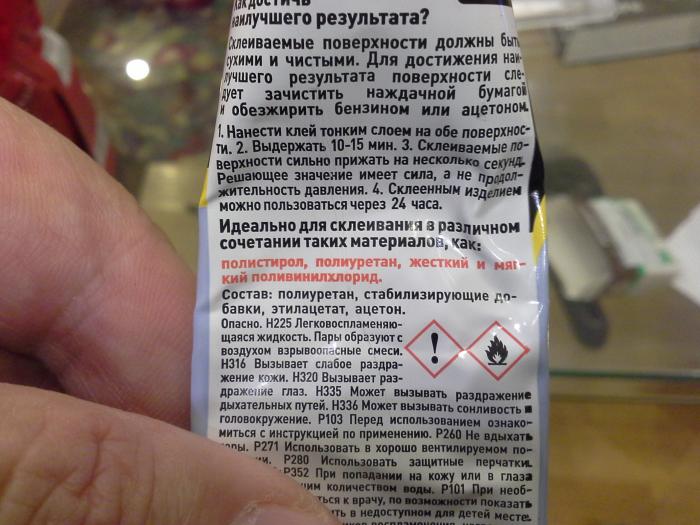 как достичь
наилучшего результата?
Склеиваемые поверхности должны быть
сухими и чистыми. Для достижения наи-
лучшего результата поверхности сле-
дует зачистить наждачной бумагой
и обезжирить бензином или ацетоном.
1. Нанести клей тонким слоем на обе поверхнос-
ти. 2. Выдержать 10-15 мин. 3. Склеиваемые по-
верхности сильно прижать на несколько секунд.
Решающее значение имеет сила, а не продол-
жительность давления. 4. Склеенным изделием
можно пользоваться через 24 часа.
Идеально для склеивания в различном
сочетании таких материалов, как:
полистирол, полиуретан, жесткий и мяг-
кий поливинилхлорид.
Состав: полиуретан, стабилизирующие до-
бавки, этилацетат, ацетон.
Опасно. H225 Легковоспламеняю-
щаяся жидкость. Пары образуют с
воздухом взрывоопасные смеси.
H316 Вызывает слабое раздра-
жение кожи. H320 Вызывает раз-
дражение глаз. H335 Может вызывать раздражение
дыхательных путей. H336 Может вызывать сонливость и
головокружение. P103 Перед использованием ознако-
миться с инструкцией по применению. P260 Не вдыхать
пары. P271 Использовать в хорошо вентилируемом по-
P280 Использовать защитные перчатки.
P352 При попадании на кожу или в глаза
количеством воды. P101 При необ-
к врачу, по возможности показать
в недоступном для детей месте.